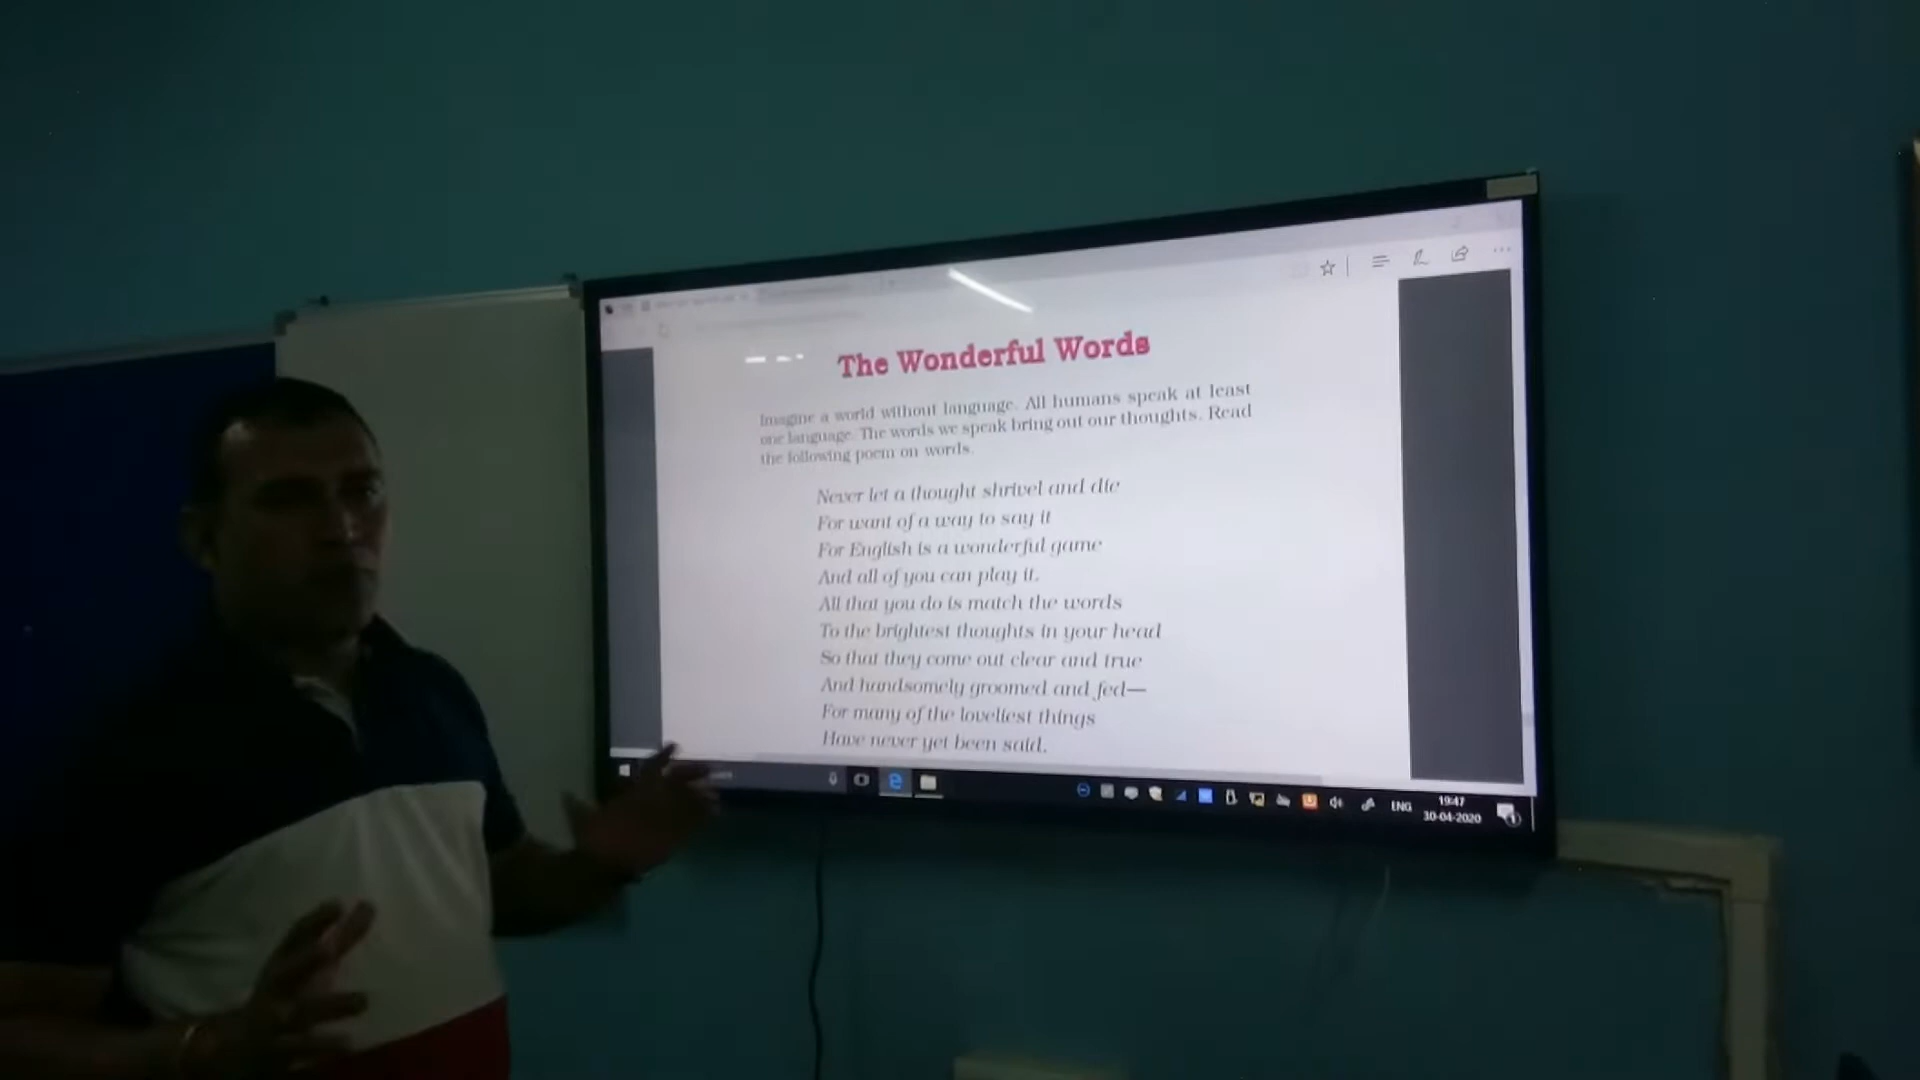 The Wonderful Words
Imagine a world without language. All humans speak at least
one language. The words we speak bring out our thoughts. Read
the following poem on words.
Never let a thought shrivel and die
For want of a way to say it
For English is a wonderful game
And all of you can play it.
All that you do is match the words
To the brightest thoughts in your head
So that they come out clear and true
And handsomely groomed and fed—
For many of the loveliest things
Have never yet been said.
ENG
19:47
30-04-2020
1